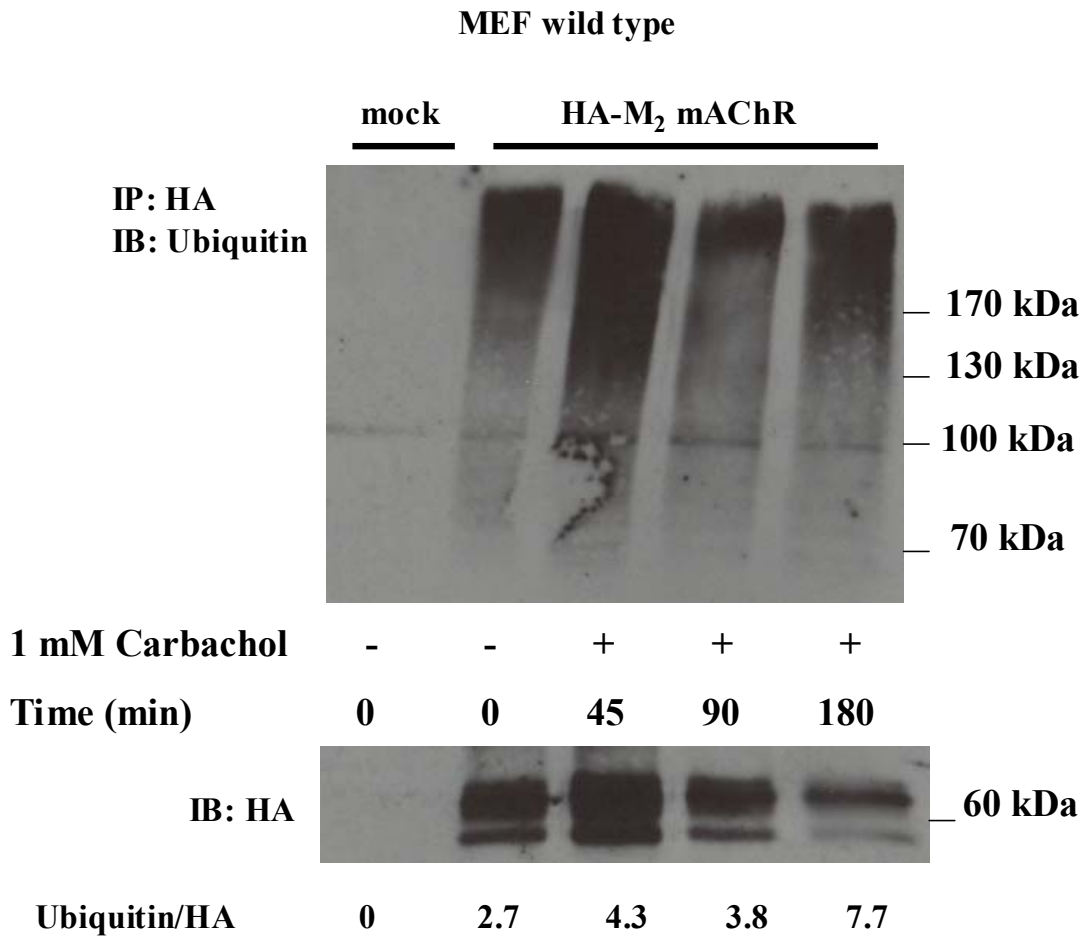 MEF wild type
mock HA-M₂ mAChR
IP: HA
IB: Ubiquitin
170 kDa
130 kDa
100 kDa
70 kDa
1 mM Carbachol - - + + +
Time (min) 0 0 45 90 180
IB: HA 60 kDa
Ubiquitin/HA 0 2.7 4.3 3.8 7.7